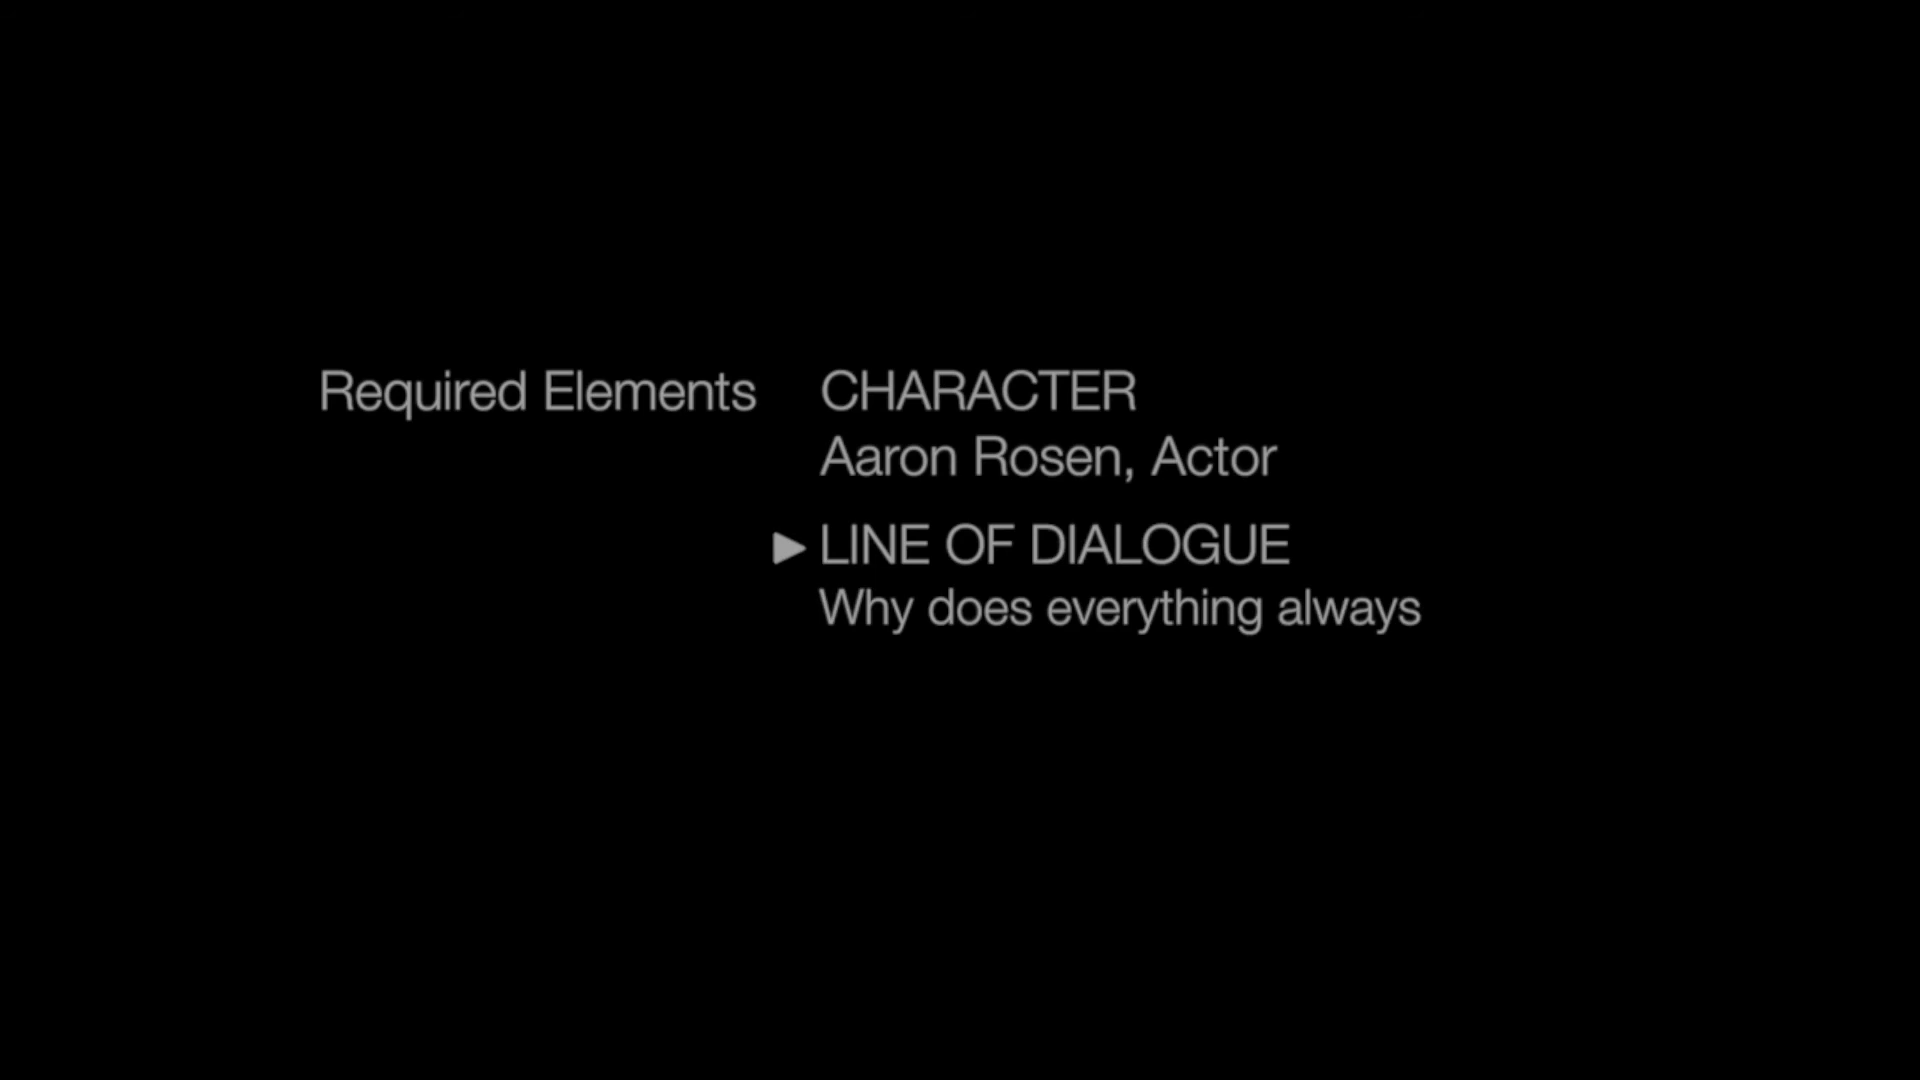 Required Elements CHARACTER
Aaron Rosen, Actor
▶ LINE OF DIALOGUE
Why does everything always